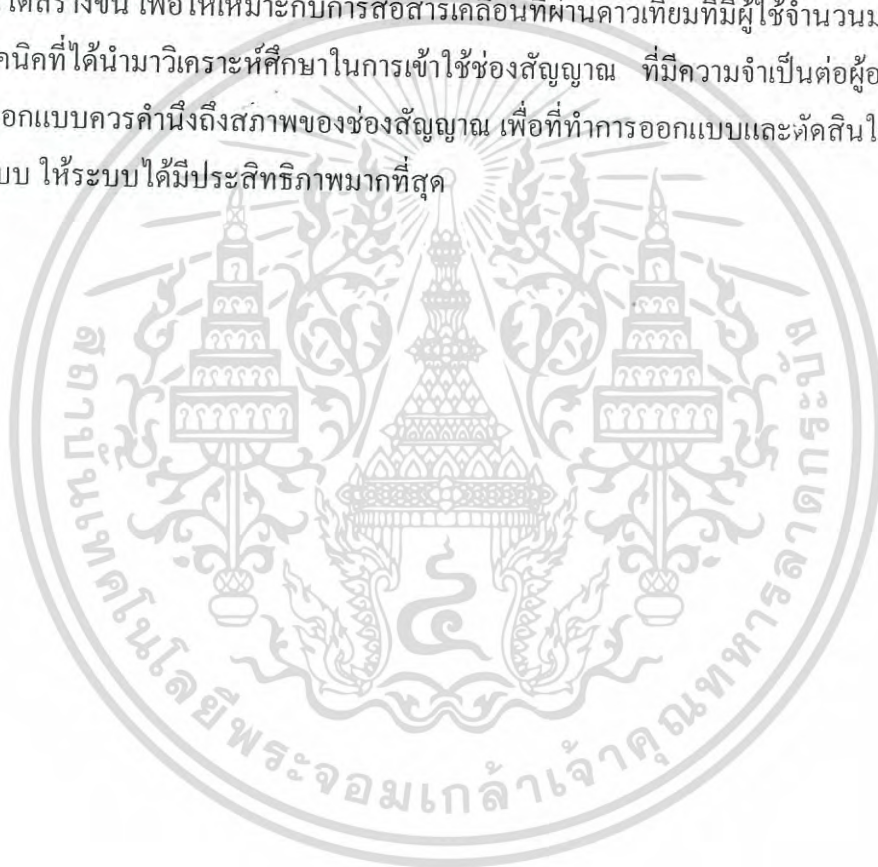 ได้สร้างขึ้น เพื่อให้เหมาะกับการสื่อสารเคลื่อนที่ผ่านดาวเทียมที่มีผู้ใช้จำนวนม
คนิคที่ได้นำมาวิเคราะห์ศึกษาในการเข้าใช้ช่องสัญญาณ ที่มีความจำเป็นต่อผู้อ
อกแบบควรคำนึงถึงสภาพของช่องสัญญาณ เพื่อที่ทำการออกแบบและตัดสินใ
บบ ให้ระบบได้มีประสิทธิภาพมากที่สุด
สถาบันเทคโนโลยีพระจอมเกล้าเจ้าคุณทหารลาดกระบัง